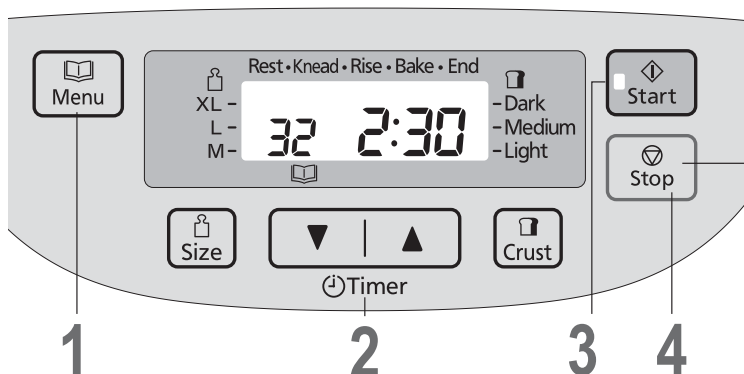 Rest • Knead • Rise • Bake • End
Menu
XL –
L –
M –
32 2:30
– Dark
– Medium
– Light
Start
Stop
Size
Timer
Crust
1
2
3
4